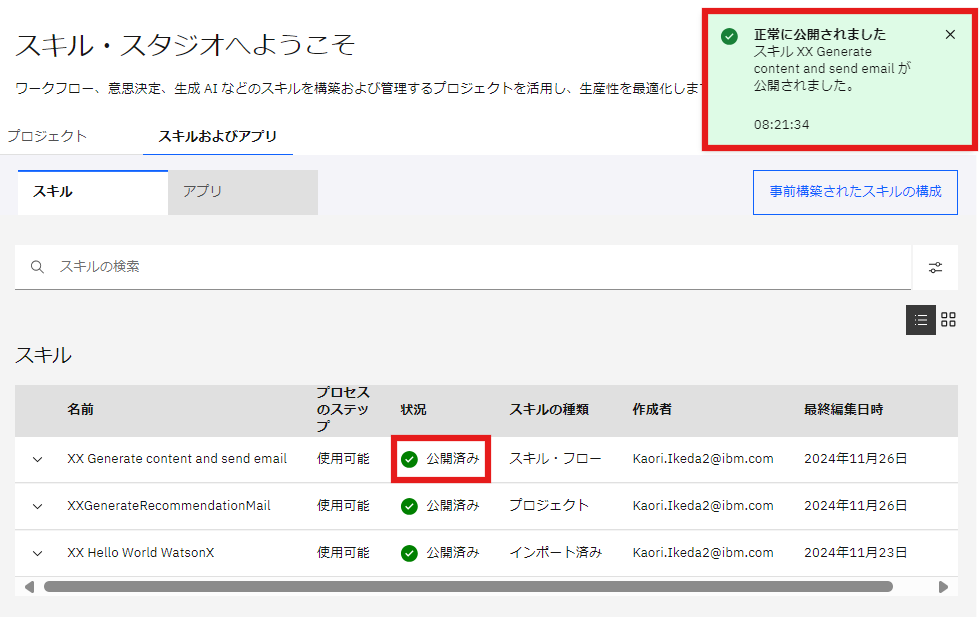 スキル・スタジオへようこそ
ワークフロー、意思決定、生成 AI などのスキルを構築および管理するプロジェクトを活用し、生産性を最適化しま
正常に公開されました
スキル XX Generate
content and send email が
公開されました。
08:21:34
プロジェクト
スキルおよびアプリ
スキル
アプリ
事前構築されたスキルの構成
スキルの検索
スキル
名前
プロセス
のステッ
プ
状況
スキルの種類
作成者
最終編集日時
XX Generate content and send email 使用可能 公開済み スキル・フロー Kaori.Ikeda2@ibm.com 2024年11月26日
XXGenerateRecommendationMail 使用可能 公開済み プロジェクト Kaori.Ikeda2@ibm.com 2024年11月26日
XX Hello World WatsonX 使用可能 公開済み インポート済み Kaori.Ikeda2@ibm.com 2024年11月23日